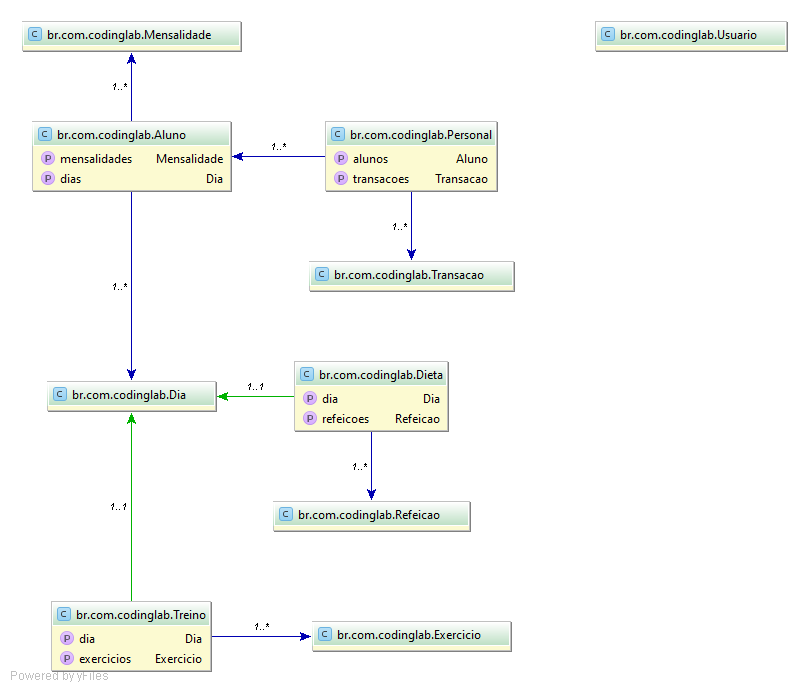 C br.com.codinglab.Mensalidade
C br.com.codinglab.Usuario
1..*
C br.com.codinglab.Aluno
P mensalidades Mensalidade
P dias Dia
1..*
C br.com.codinglab.Personal
P alunos Aluno
P transacoes Transacao
1..*
C br.com.codinglab.Transacao
1..*
C br.com.codinglab.Dia
1..1
C br.com.codinglab.Dieta
P dia Dia
P refeicoes Refeicao
1..*
C br.com.codinglab.Refeicao
1..1
C br.com.codinglab.Treino
P dia Dia
P exercicios Exercicio
1..*
C br.com.codinglab.Exercicio
Powered by yFiles